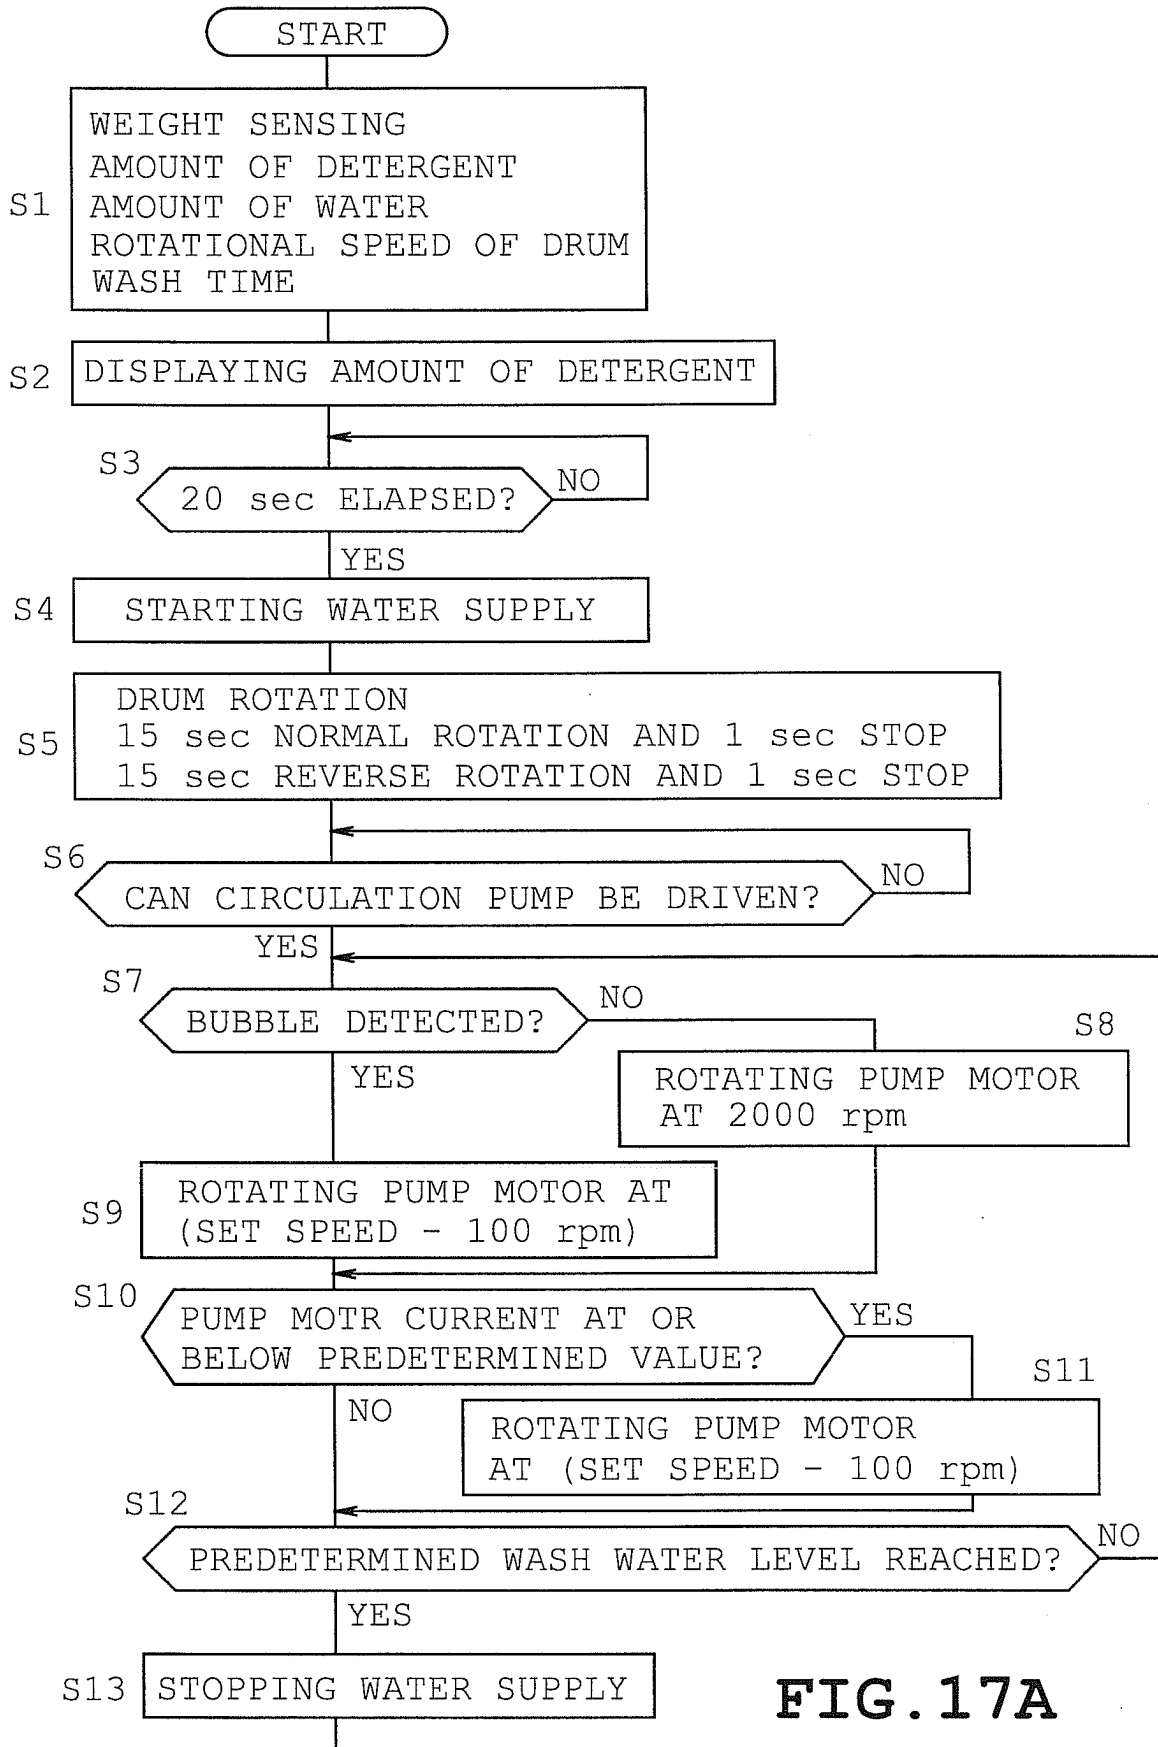 START
S1
WEIGHT SENSING
AMOUNT OF DETERGENT
AMOUNT OF WATER
ROTATIONAL SPEED OF DRUM
WASH TIME
S2
DISPLAYING AMOUNT OF DETERGENT
S3
20 sec ELAPSED?
NO
YES
S4
STARTING WATER SUPPLY
S5
DRUM ROTATION
15 sec NORMAL ROTATION AND 1 sec STOP
15 sec REVERSE ROTATION AND 1 sec STOP
S6
CAN CIRCULATION PUMP BE DRIVEN?
NO
YES
S7
BUBBLE DETECTED?
NO
YES
S8
ROTATING PUMP MOTOR
AT 2000 rpm
S9
ROTATING PUMP MOTOR AT
(SET SPEED - 100 rpm)
S10
PUMP MOTR CURRENT AT OR
BELOW PREDETERMINED VALUE?
YES
NO
S11
ROTATING PUMP MOTOR
AT (SET SPEED - 100 rpm)
S12
PREDETERMINED WASH WATER LEVEL REACHED?
NO
YES
S13
STOPPING WATER SUPPLY
FIG.17A